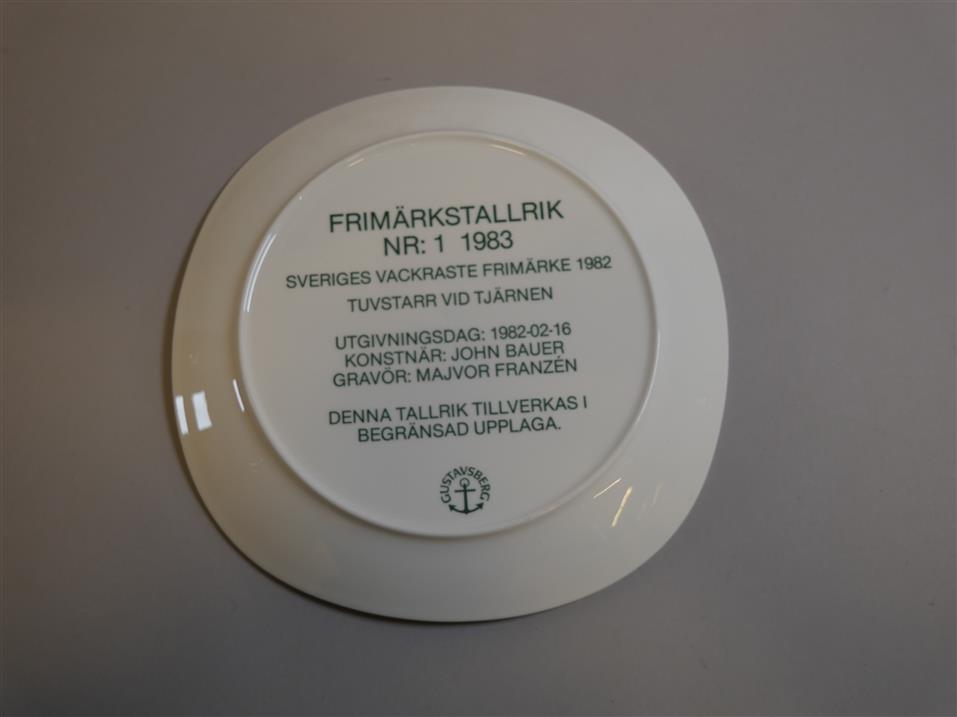 FRIMÄRKSTALLRIK
NR: 1 1983
SVERIGES VACKRASTE FRIMÄRKE 1982
TUVSTARR VID TJÄRNEN
UTGIVNINGSDAG: 1982-02-16
KONSTNÄR: JOHN BAUER
GRAVÖR: MAJVOR FRANZÉN
DENNA TALLRIK TILLVERKAS I
BEGRÄNSAD UPPLAGA.
GUSTAVSBERG